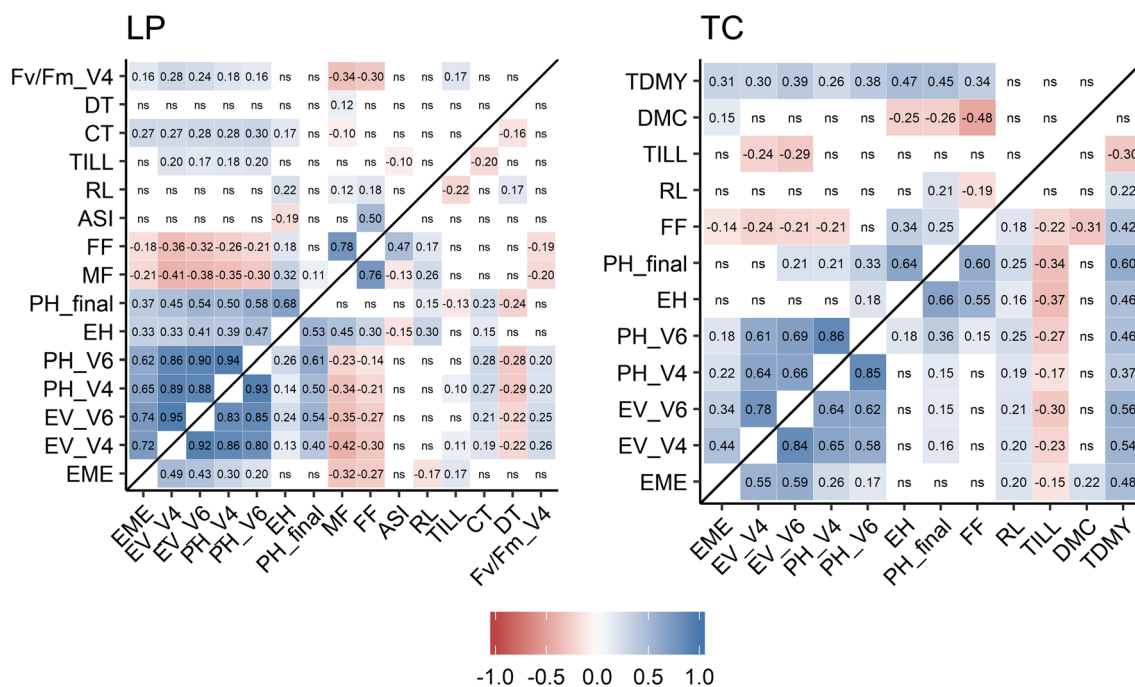 LP
Fv/Fm_V4 0.16 0.28 0.24 0.18 0.16 ns ns -0.34 -0.30 ns ns 0.17 ns ns
DT ns ns ns ns ns ns ns 0.12 ns ns ns ns ns ns
CT 0.27 0.27 0.28 0.28 0.30 0.17 ns -0.10 ns ns ns ns -0.16 ns
TILL ns 0.20 0.17 0.18 0.20 ns ns ns ns -0.10 ns -0.20 ns ns
RL ns ns ns ns ns 0.22 ns 0.12 0.18 ns -0.22 ns 0.17 ns
ASI ns ns ns ns ns -0.19 ns ns 0.50 ns ns ns ns ns
FF -0.18 -0.36 -0.32 -0.26 -0.21 0.18 ns 0.78 0.47 0.17 ns ns ns -0.19
MF -0.21 -0.41 -0.38 -0.35 -0.30 0.32 0.11 0.76 -0.13 0.26 ns ns ns -0.20
PH_final 0.37 0.45 0.54 0.50 0.58 0.68 ns ns ns 0.15 -0.13 0.23 -0.24 ns
EH 0.33 0.33 0.41 0.39 0.47 0.53 0.45 0.30 -0.15 0.30 ns 0.15 ns ns
PH_V6 0.62 0.86 0.90 0.94 0.26 0.61 -0.23 -0.14 ns ns ns 0.28 -0.28 0.20
PH_V4 0.65 0.89 0.88 0.93 0.14 0.50 -0.34 -0.21 ns ns 0.10 0.27 -0.29 0.20
EV_V6 0.74 0.95 0.83 0.85 0.24 0.54 -0.35 -0.27 ns ns ns 0.21 -0.22 0.25
EV_V4 0.72 0.92 0.86 0.80 0.13 0.40 -0.42 -0.30 ns ns 0.11 0.19 -0.22 0.26
EME 0.49 0.43 0.30 0.20 ns ns -0.32 -0.27 ns -0.17 0.17 ns ns ns
EME EV_V4 EV_V6 PH_V4 PH_V6 EH PH_final MF FF ASI RL TILL CT DT Fv/Fm_V4
TC
TDMY 0.31 0.30 0.39 0.26 0.38 0.47 0.45 0.34 ns ns ns
DMC 0.15 ns ns ns ns -0.25 -0.26 -0.48 ns ns ns
TILL ns -0.24 -0.29 ns ns ns ns ns ns ns -0.30
RL ns ns ns ns ns ns 0.21 -0.19 ns ns 0.22
FF -0.14 -0.24 -0.21 -0.21 ns 0.34 0.25 0.18 -0.22 -0.31 0.42
PH_final ns ns 0.21 0.21 0.33 0.64 0.60 0.25 -0.34 ns 0.60
EH ns ns ns ns 0.18 0.66 0.55 0.16 -0.37 ns 0.46
PH_V6 0.18 0.61 0.69 0.86 0.18 0.36 0.15 0.25 -0.27 ns 0.46
PH_V4 0.22 0.64 0.66 0.85 ns 0.15 ns 0.19 -0.17 ns 0.37
EV_V6 0.34 0.78 0.64 0.62 ns 0.15 ns 0.21 -0.30 ns 0.56
EV_V4 0.44 0.84 0.65 0.58 ns 0.16 ns 0.20 -0.23 ns 0.54
EME 0.55 0.59 0.26 0.17 ns ns ns 0.20 -0.15 0.22 0.48
EME EV_V4 EV_V6 PH_V4 PH_V6 EH PH_final FF RL TILL DMC TDMY
-1.0 -0.5 0.0 0.5 1.0